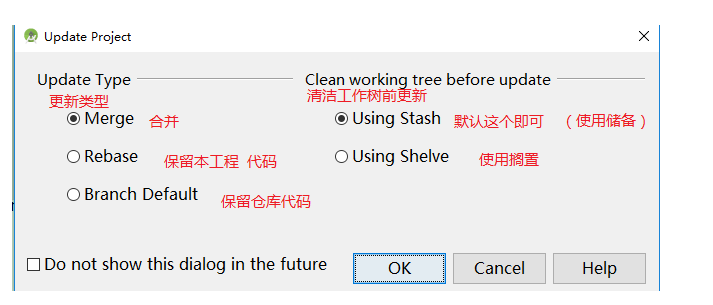 Update Project
Update Type
Clean working tree before update
更新类型
清洁工作树前更新
Merge 合并
Using Stash 默认这个即可 (使用储备)
Rebase 保留本工程 代码
Using Shelve 使用搁置
Branch Default 保留仓库代码
Do not show this dialog in the future
OK
Cancel
Help